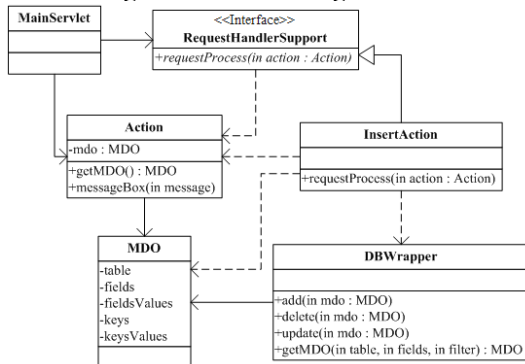 MainServlet
<<Interface>>
RequestHandlerSupport
+requestProcess(in action : Action)
Action
-mdo : MDO
+getMDO() : MDO
+messageBox(in message)
InsertAction
+requestProcess(in action : Action)
MDO
-table
-fields
-fieldsValues
-keys
-keysValues
DBWrapper
+add(in mdo : MDO)
+delete(in mdo : MDO)
+update(in mdo : MDO)
+getMDO(in table, in fields, in filter) : MDO